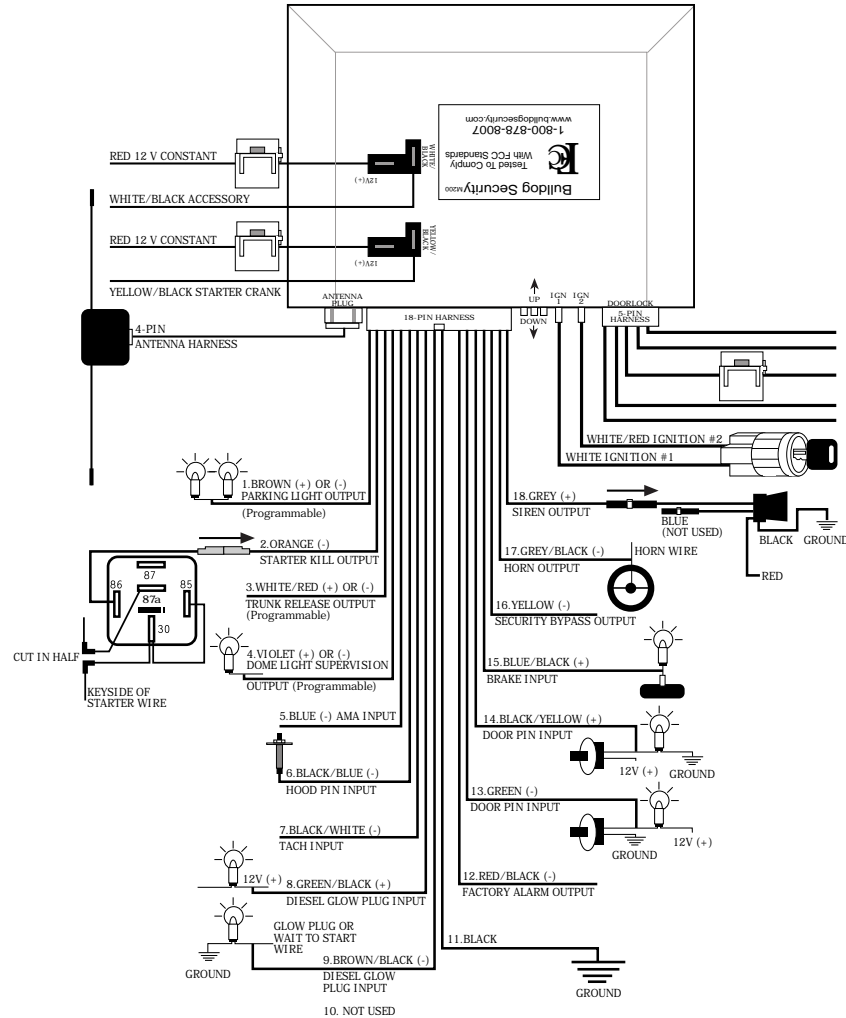 www.bulldogsecurity.com
1-800-878-8007
Tested To Comply
With FCC Standards
FCC
Bulldog Security M200
RED 12 V CONSTANT
WHITE/
BLACK
12V(+)
WHITE/BLACK ACCESSORY
RED 12 V CONSTANT
YELLOW/
BLACK
12V(+)
YELLOW/BLACK STARTER CRANK
ANTENNA
PLUG
18-PIN HARNESS
UP
DOWN
IGN
1
IGN
2
DOORLOCK
5-PIN
HARNESS
4-PIN
ANTENNA HARNESS
WHITE/RED IGNITION #2
WHITE IGNITION #1
1.BROWN (+) OR (-)
PARKING LIGHT OUTPUT
(Programmable)
18.GREY (+)
SIREN OUTPUT
BLUE
(NOT USED)
BLACK
GROUND
RED
2.ORANGE (-)
STARTER KILL OUTPUT
87
86
85
87a
30
CUT IN HALF
KEYSIDE OF
STARTER WIRE
17.GREY/BLACK (-)
HORN OUTPUT
HORN WIRE
3.WHITE/RED (+) OR (-)
TRUNK RELEASE OUTPUT
(Programmable)
16.YELLOW (-)
SECURITY BYPASS OUTPUT
4.VIOLET (+) OR (-)
DOME LIGHT SUPERVISION
OUTPUT (Programmable)
15.BLUE/BLACK (+)
BRAKE INPUT
5.BLUE (-) AMA INPUT
14.BLACK/YELLOW (+)
DOOR PIN INPUT
12V (+)
GROUND
6.BLACK/BLUE (-)
HOOD PIN INPUT
13.GREEN (-)
DOOR PIN INPUT
GROUND
12V (+)
7.BLACK/WHITE (-)
TACH INPUT
12V (+)
8.GREEN/BLACK (+)
DIESEL GLOW PLUG INPUT
12.RED/BLACK (-)
FACTORY ALARM OUTPUT
GLOW PLUG OR
WAIT TO START
WIRE
GROUND
9.BROWN/BLACK (-)
DIESEL GLOW
PLUG INPUT
11.BLACK
GROUND
10. NOT USED